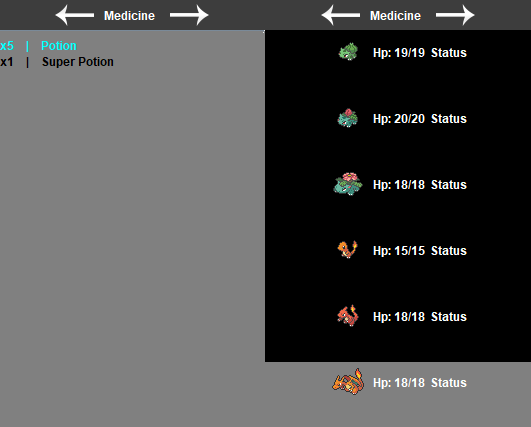 Medicine
x5 | Potion
x1 | Super Potion
Medicine
Hp: 19/19 Status
Hp: 20/20 Status
Hp: 18/18 Status
Hp: 15/15 Status
Hp: 18/18 Status
Hp: 18/18 Status